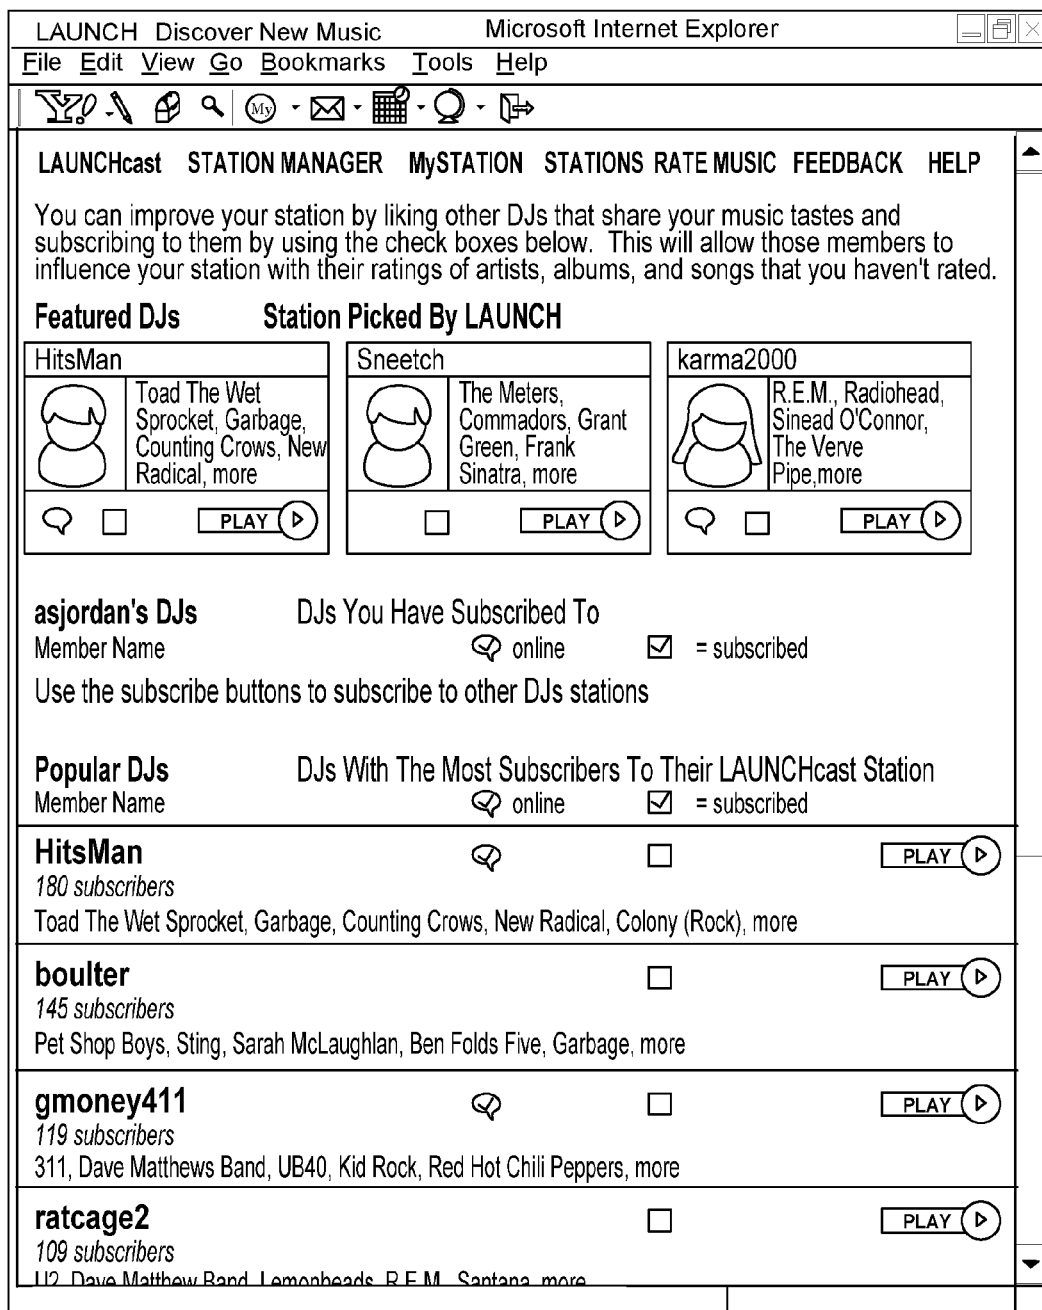 LAUNCH Discover New Music Microsoft Internet Explorer
File Edit View Go Bookmarks Tools Help
Y! My
LAUNCHcast STATION MANAGER MySTATION STATIONS RATE MUSIC FEEDBACK HELP
You can improve your station by liking other DJs that share your music tastes and
subscribing to them by using the check boxes below. This will allow those members to
influence your station with their ratings of artists, albums, and songs that you haven't rated.
Featured DJs Station Picked By LAUNCH
HitsMan
Toad The Wet
Sprocket, Garbage,
Counting Crows, New
Radical, more
PLAY
Sneetch
The Meters,
Commadors, Grant
Green, Frank
Sinatra, more
PLAY
karma2000
R.E.M., Radiohead,
Sinead O'Connor,
The Verve
Pipe,more
PLAY
asjordan's DJs DJs You Have Subscribed To
Member Name online = subscribed
Use the subscribe buttons to subscribe to other DJs stations
Popular DJs DJs With The Most Subscribers To Their LAUNCHcast Station
Member Name online = subscribed
HitsMan PLAY
180 subscribers
Toad The Wet Sprocket, Garbage, Counting Crows, New Radical, Colony (Rock), more
boulter PLAY
145 subscribers
Pet Shop Boys, Sting, Sarah McLaughlan, Ben Folds Five, Garbage, more
gmoney411 PLAY
119 subscribers
311, Dave Matthews Band, UB40, Kid Rock, Red Hot Chili Peppers, more
ratcage2 PLAY
109 subscribers
U2, Dave Matthew Band, Lemonheads, R.E.M., Santana, more